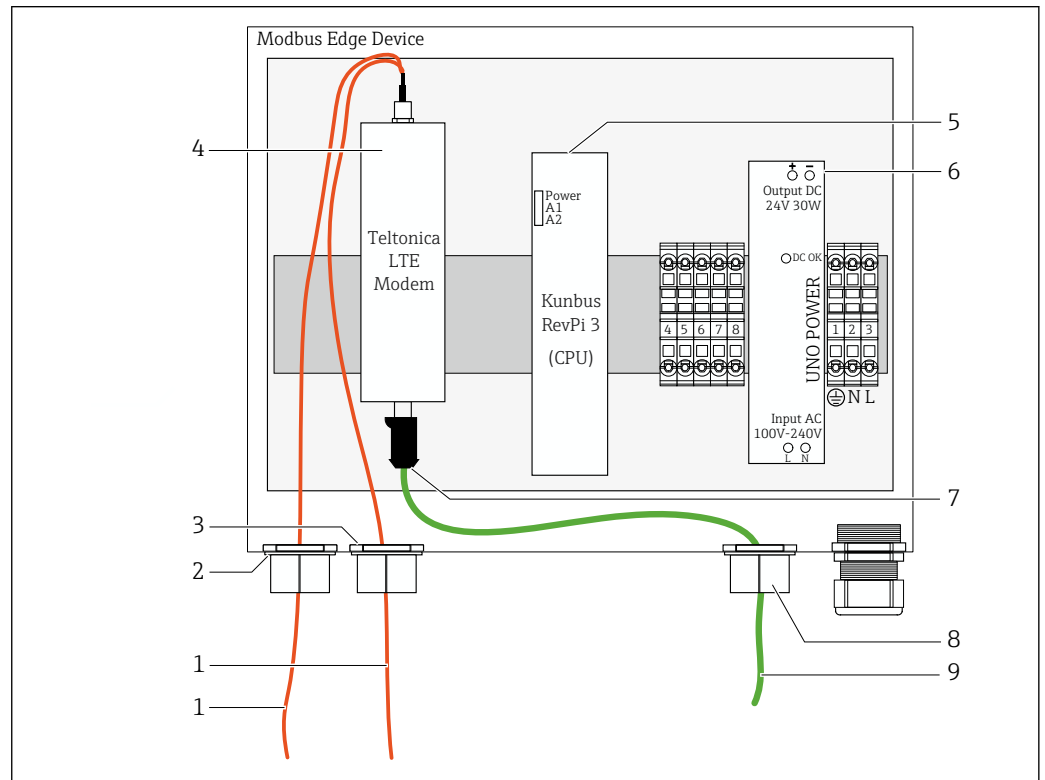 Modbus Edge Device
4
5
6
+ −
Output DC
24V 30W
Power
A1
A2
Teltonica
LTE
Modem
DC OK
Kunbus
RevPi 3
(CPU)
4 5 6 7 8
UNO POWER
1 2 3
N L
Input AC
100V-240V
L N
7
3
2
8
1
9
1